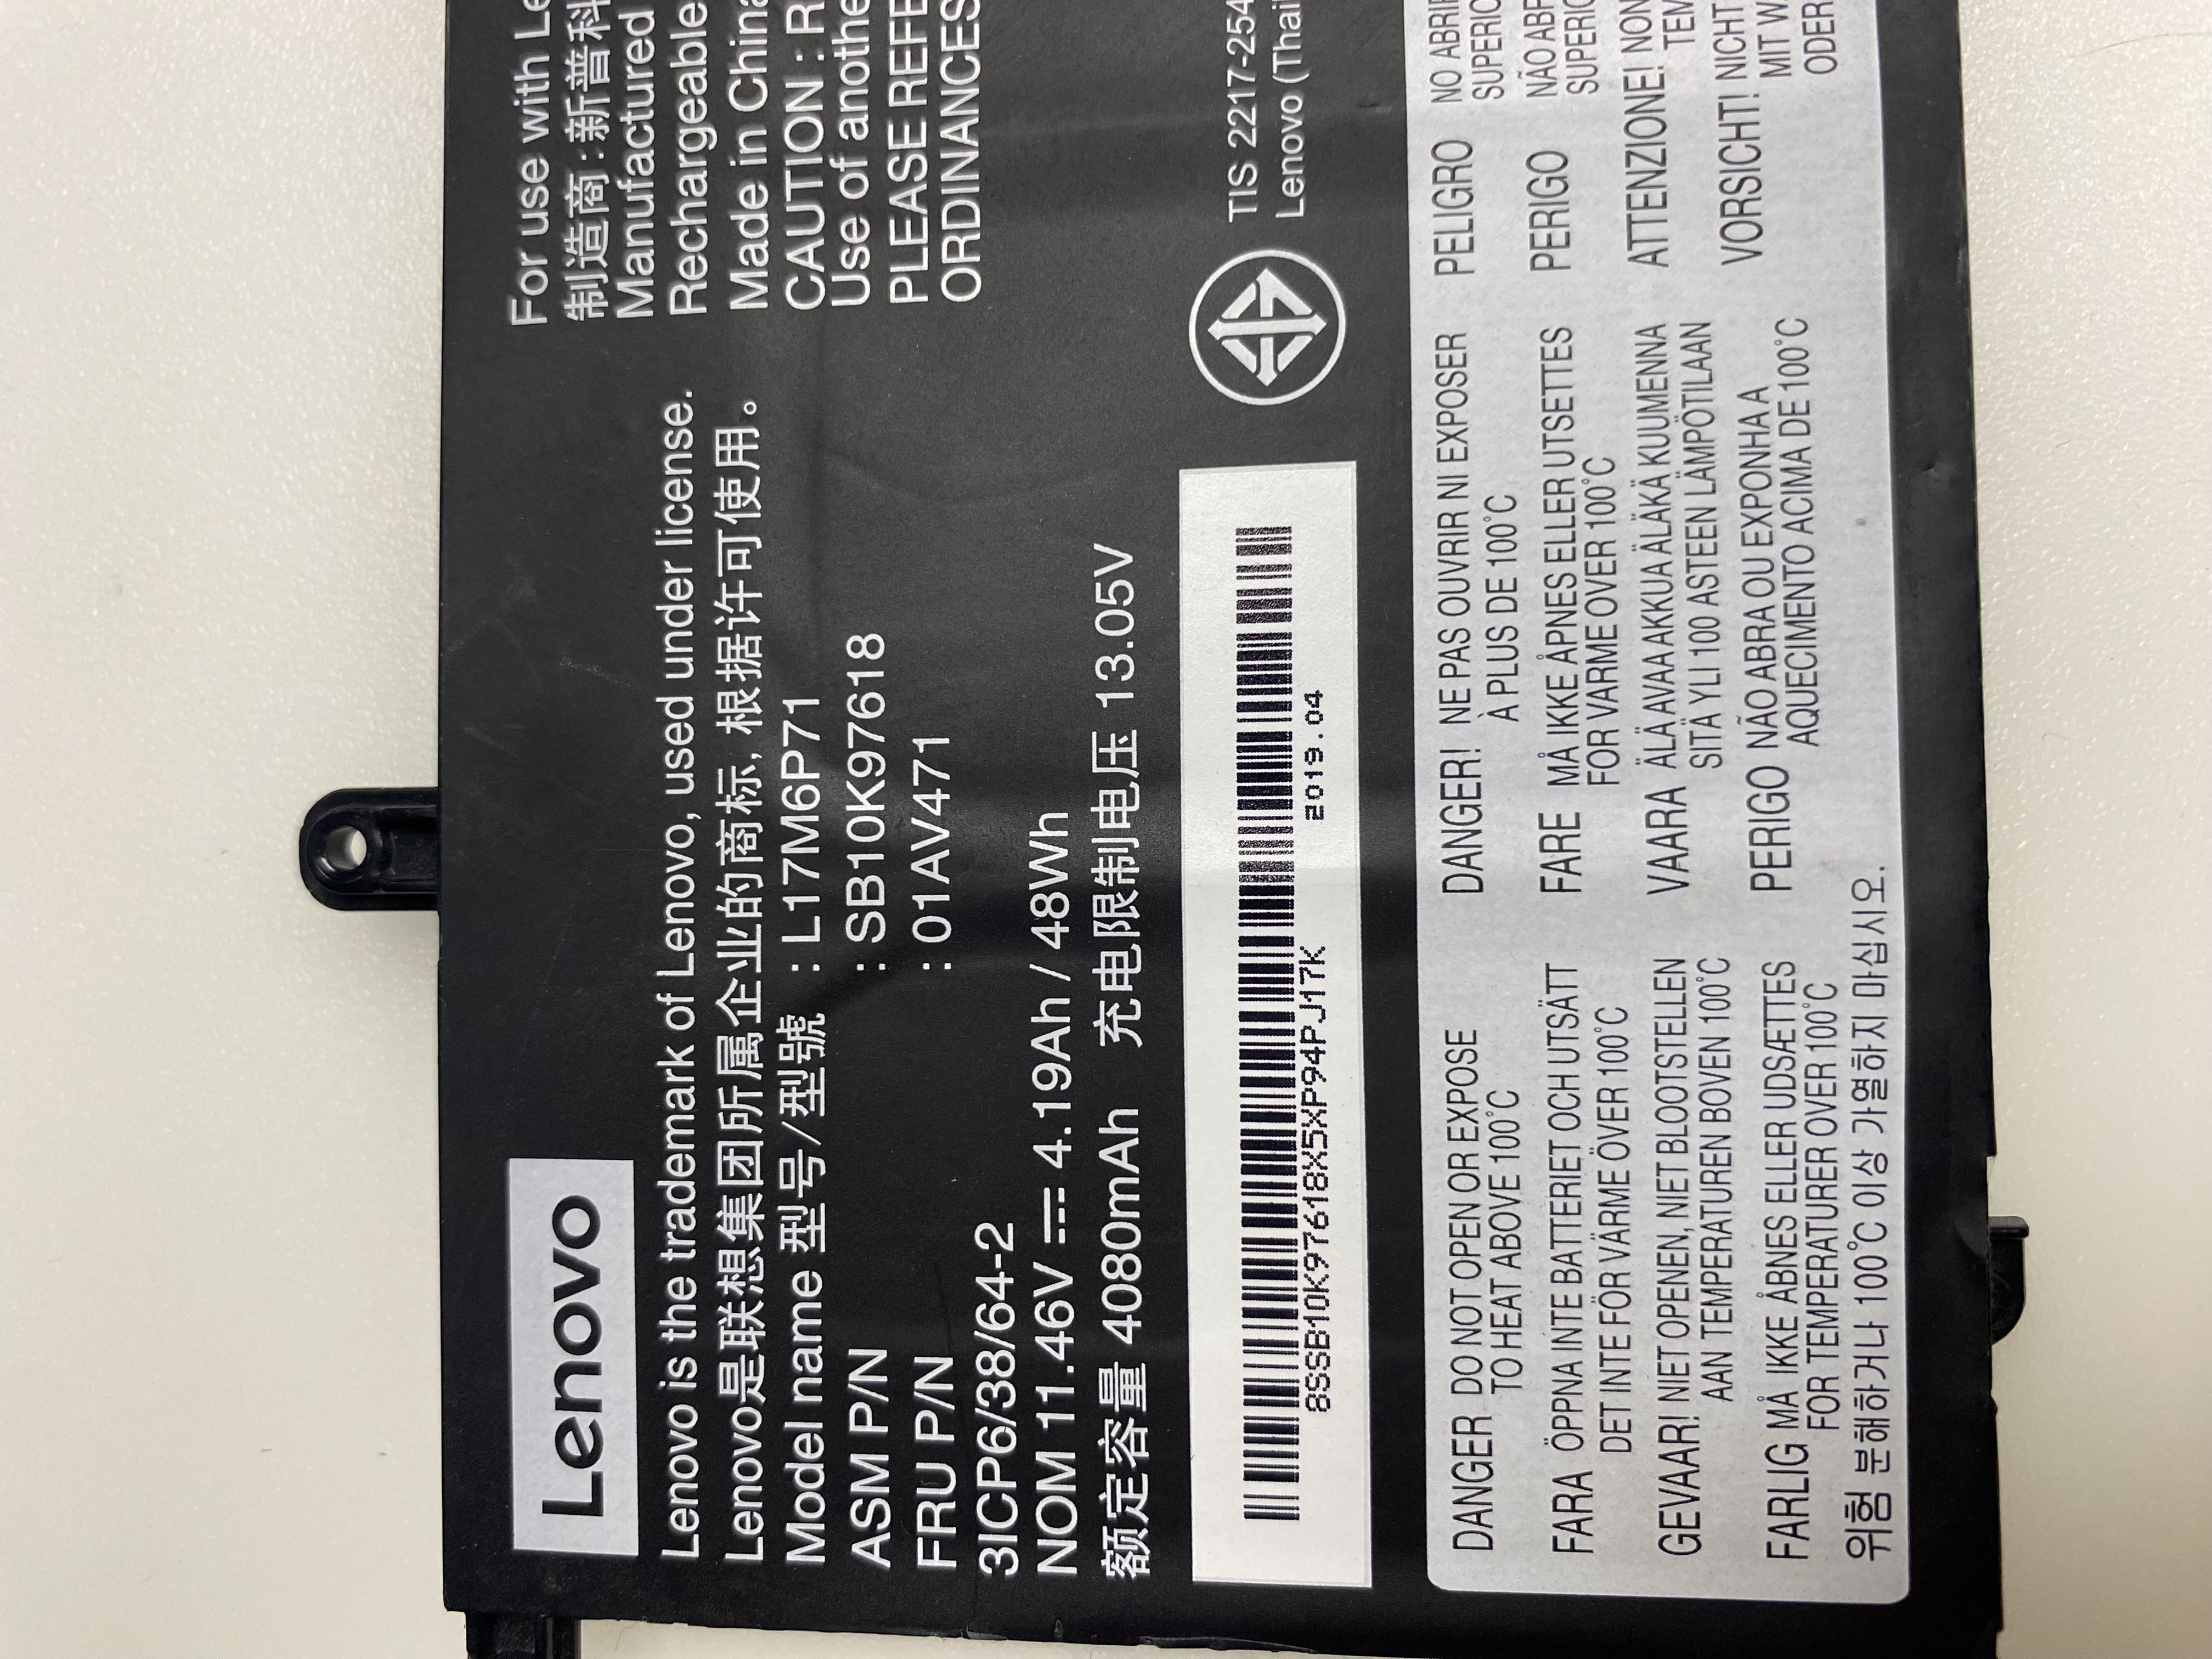 Lenovo
Lenovo is the trademark of Lenovo, used under license.
Lenovo是联想集团所属企业的商标, 根据许可可使用。
Model name 型号/型號 : L17M6P71
ASM P/N : SB10K97618
FRU P/N : 01AV471
3ICP6/38/64-2
NOM 11.46V ⎓ 4.19Ah / 48Wh
额定容量 4080mAh 充电限制电压 13.05V
8SSB10K97618X5XP94PJ17K
2019.04
For use with Le
制造商:新普科
Manufactured
Rechargeable
Made in China
CAUTION : R
Use of anothe
PLEASE REFE
ORDINANCES
TIS 2217-254
Lenovo (Thai
DANGER DO NOT OPEN OR EXPOSE
TO HEAT ABOVE 100°C
FARA ÖPPNA INTE BATTERIET OCH UTSÄTT
DET INTE FÖR VÄRME ÖVER 100°C
GEVAAR! NIET OPENEN, NIET BLOOTSTELLEN
AAN TEMPERATUREN BOVEN 100°C
FARLIG MÅ IKKE ÅBNES ELLER UDSÆTTES
FOR TEMPERATURER OVER 100°C
위험 분해하거나 100°C 이상 가열하지 마십시오.
DANGER! NE PAS OUVRIR NI EXPOSER
À PLUS DE 100°C
FARE MÅ IKKE ÅPNES ELLER UTSETTES
FOR VARME OVER 100°C
VAARA ÄLÄ AVAA AKKUA ÄLÄKÄ KUUMENNA
SITÄ YLI 100 ASTEEN LÄMPÖTILAAN
PERIGO NÃO ABRA OU EXPONHA A
AQUECIMENTO ACIMA DE 100°C
PELIGRO NO ABRIR
SUPERIO
PERIGO NÃO ABR
SUPERIO
ATTENZIONE! NON
TEM
VORSICHT! NICHT
MIT WA
ODER